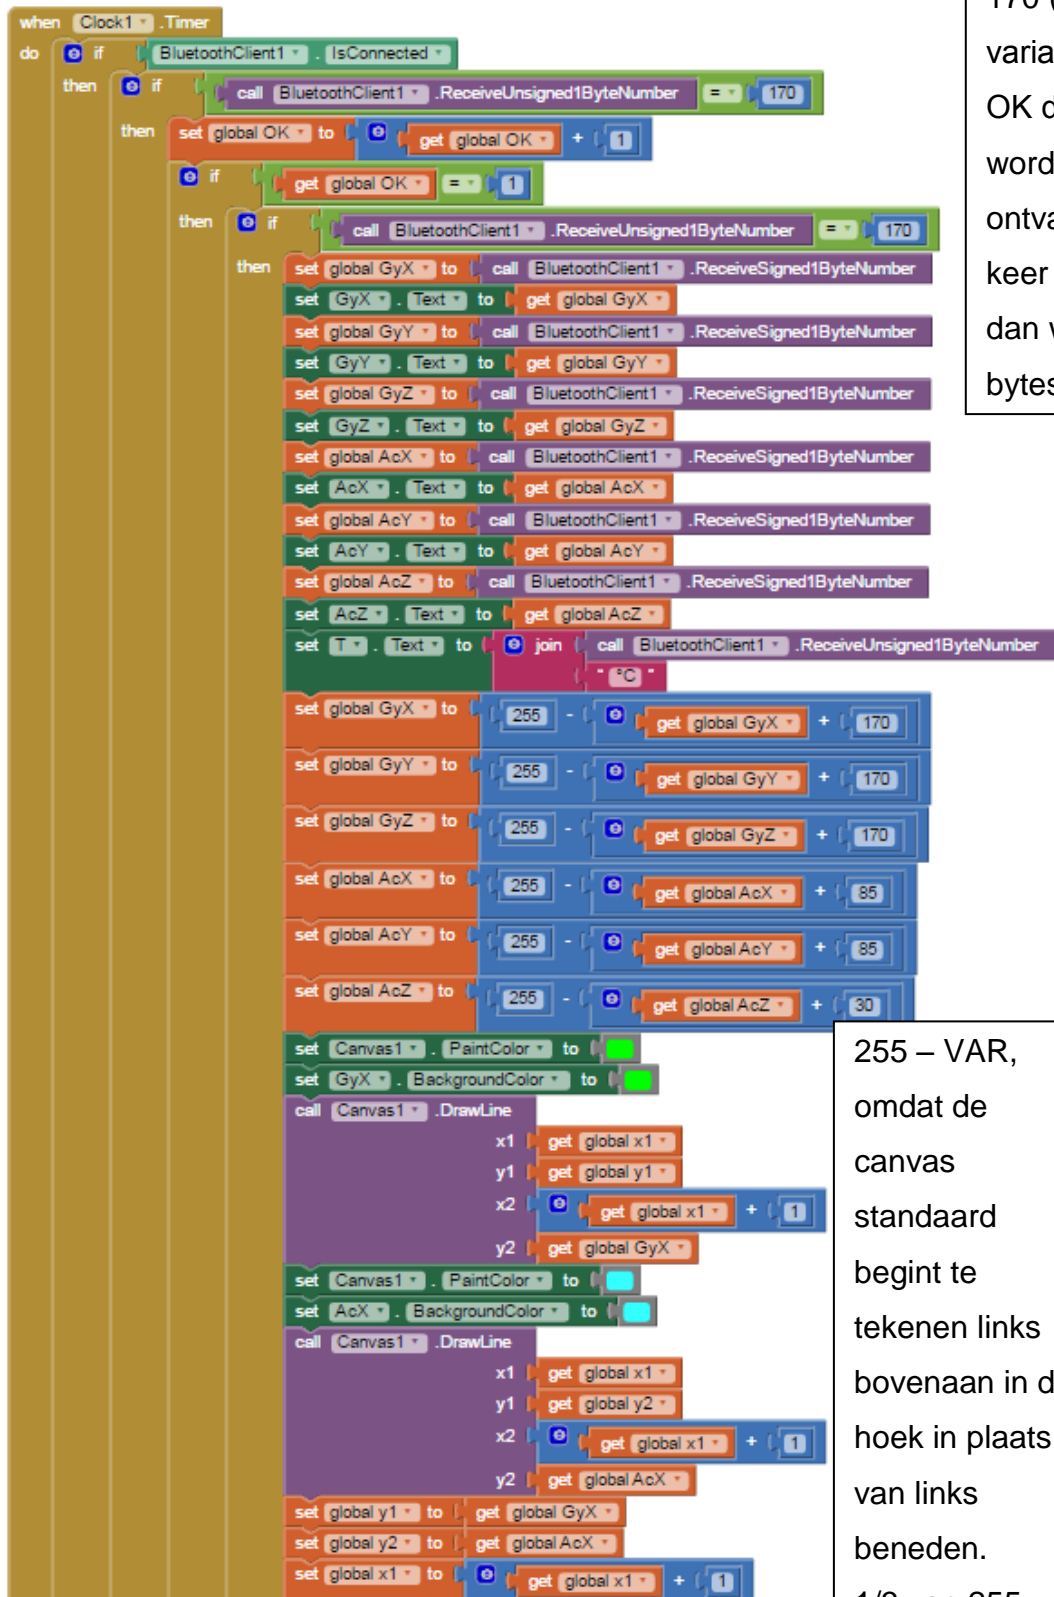 when Clock1 .Timer
do if BluetoothClient1 . IsConnected
then if call BluetoothClient1 .ReceiveUnsigned1ByteNumber = 170
then set global OK to get global OK + 1
if get global OK = 1
then if call BluetoothClient1 .ReceiveUnsigned1ByteNumber = 170
then set global GyX to call BluetoothClient1 .ReceiveSigned1ByteNumber
set GyX . Text to get global GyX
set global GyY to call BluetoothClient1 .ReceiveSigned1ByteNumber
set GyY . Text to get global GyY
set global GyZ to call BluetoothClient1 .ReceiveSigned1ByteNumber
set GyZ . Text to get global GyZ
set global AcX to call BluetoothClient1 .ReceiveSigned1ByteNumber
set AcX . Text to get global AcX
set global AcY to call BluetoothClient1 .ReceiveSigned1ByteNumber
set AcY . Text to get global AcY
set global AcZ to call BluetoothClient1 .ReceiveSigned1ByteNumber
set AcZ . Text to get global AcZ
set T . Text to join call BluetoothClient1 .ReceiveUnsigned1ByteNumber
" °C "
set global GyX to 255 - get global GyX + 170
set global GyY to 255 - get global GyY + 170
set global GyZ to 255 - get global GyZ + 170
set global AcX to 255 - get global AcX + 85
set global AcY to 255 - get global AcY + 85
set global AcZ to 255 - get global AcZ + 30
set Canvas1 . PaintColor to
set GyX . BackgroundColor to
call Canvas1 .DrawLine
x1 get global x1
y1 get global y1
x2 get global x1 + 1
y2 get global GyX
set Canvas1 . PaintColor to
set AcX . BackgroundColor to
call Canvas1 .DrawLine
x1 get global x1
y1 get global y2
x2 get global x1 + 1
y2 get global AcX
set global y1 to get global GyX
set global y2 to get global AcX
set global x1 to get global x1 + 1
varia
OK d
word
ontva
keer
dan
bytes
255 – VAR,
omdat de
canvas
standaard
begint te
tekenen links
bovenaan in d
hoek in plaats
van links
beneden.